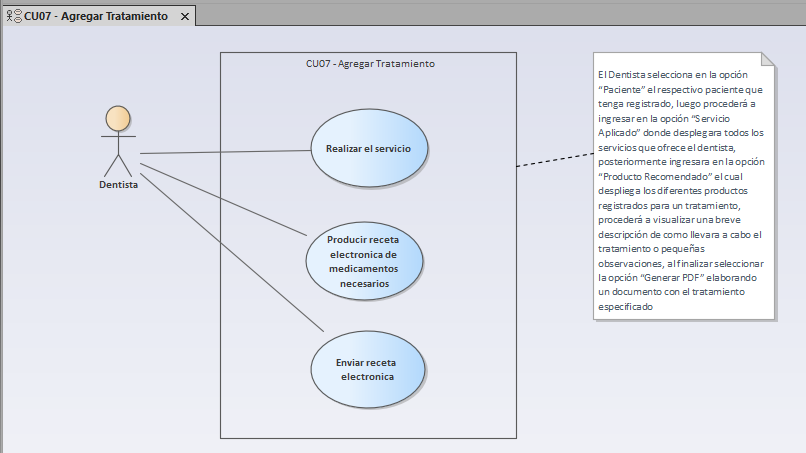 CU07 - Agregar Tratamiento
CU07 - Agregar Tratamiento
Dentista
Realizar el servicio
Producir receta
electronica de
medicamentos
necesarios
Enviar receta
electronica
El Dentista selecciona en la opción
“Paciente” el respectivo paciente que
tenga registrado, luego procederá a
ingresar en la opción “Servicio
Aplicado” donde desplegara todos los
servicios que ofrece el dentista,
posteriormente ingresara en la opción
“Producto Recomendado” el cual
despliega los diferentes productos
registrados para un tratamiento,
procederá a visualizar una breve
descripción de como llevara a cabo el
tratamiento o pequeñas
observaciones, al finalizar seleccionar
la opción “Generar PDF” elaborando
un documento con el tratamiento
especificado